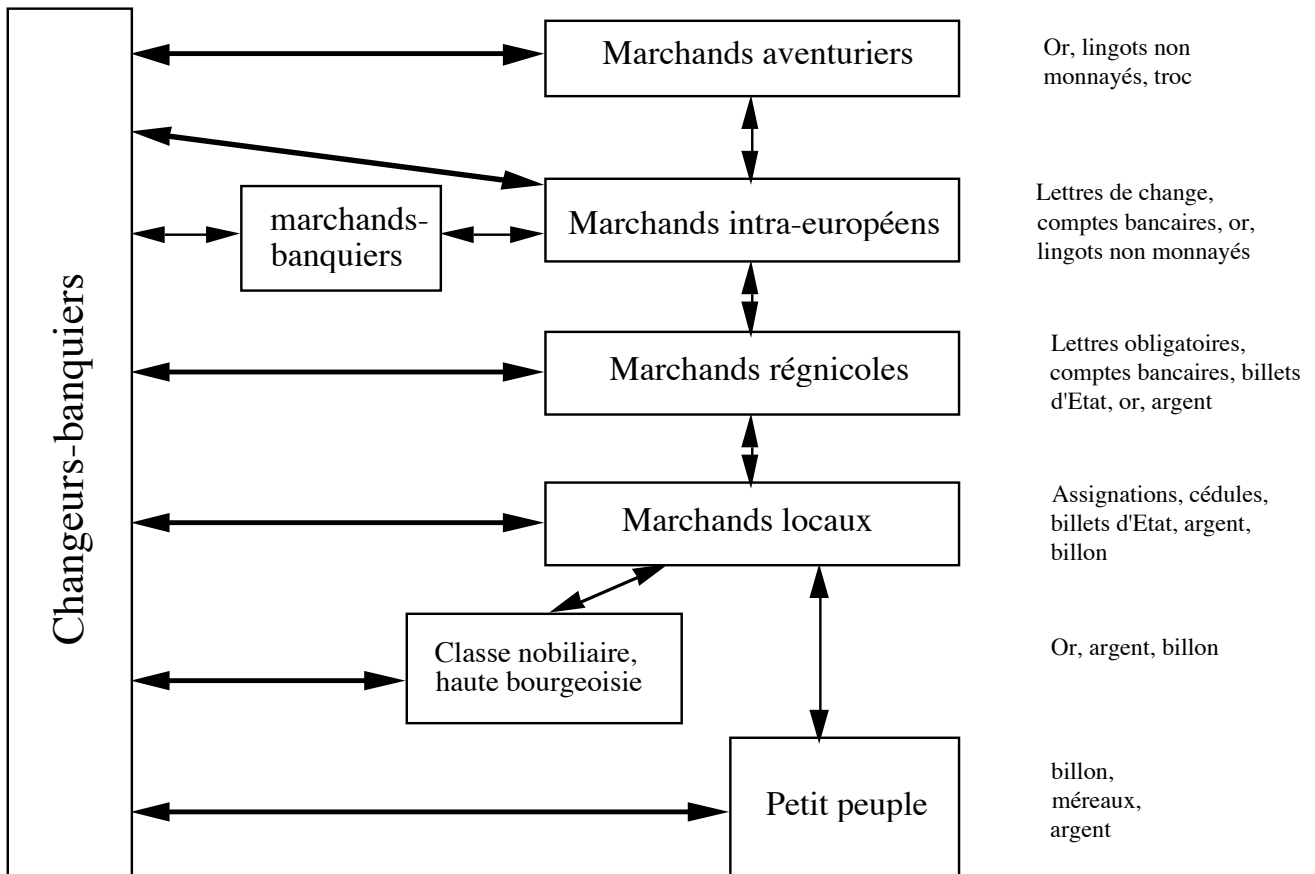 Changeurs-banquiers
Marchands aventuriers
Or, lingots non
monnayés, troc
marchands-
banquiers
Marchands intra-européens
Lettres de change,
comptes bancaires, or,
lingots non monnayés
Marchands régnicoles
Lettres obligatoires,
comptes bancaires, billets
d'Etat, or, argent
Marchands locaux
Assignations, cédules,
billets d'Etat, argent,
billon
Classe nobiliaire,
haute bourgeoisie
Or, argent, billon
Petit peuple
billon,
méreaux,
argent